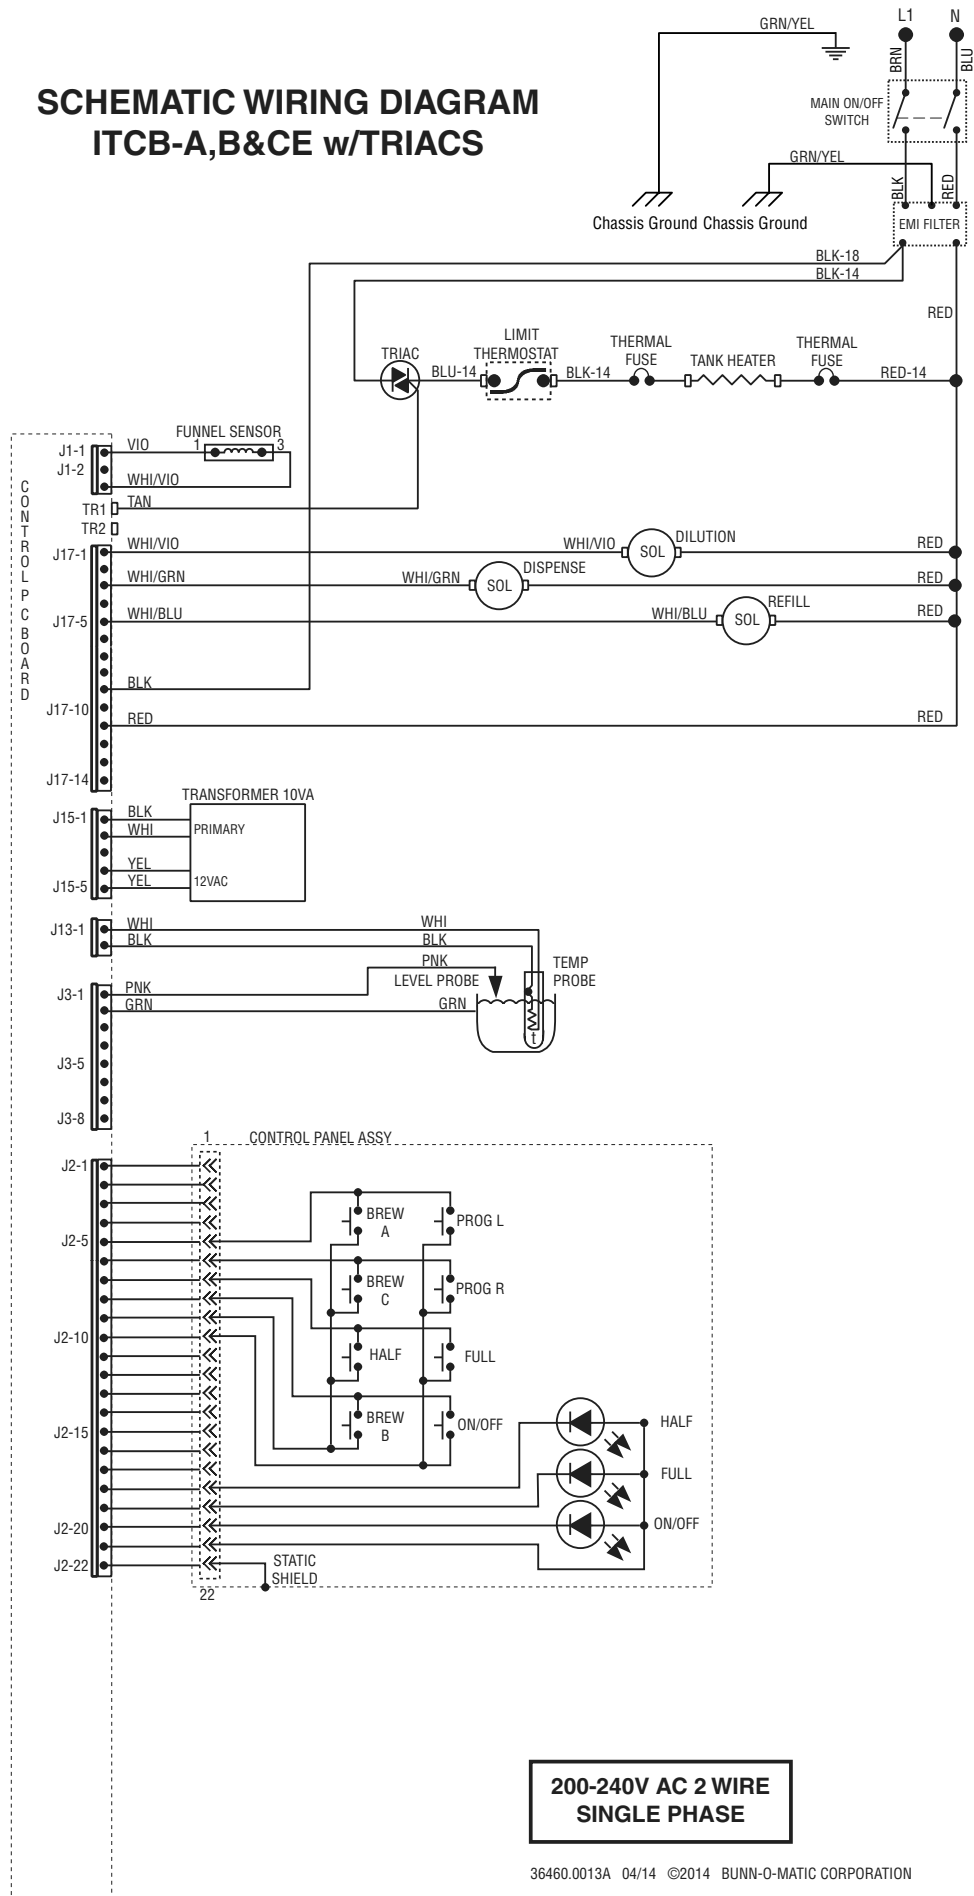 GRN/YEL
L1 N
BRN
BLU
SCHEMATIC WIRING DIAGRAM
ITCB-A,B&CE w/TRIACS
MAIN ON/OFF
SWITCH
GRN/YEL
BLK
RED
Chassis Ground Chassis Ground
EMI FILTER
BLK-18
BLK-14
RED
TRIAC
BLU-14
LIMIT
THERMOSTAT
BLK-14
THERMAL
FUSE
TANK HEATER
THERMAL
FUSE
RED-14
CONTROL PC BOARD
J1-1
J1-2
VIO
FUNNEL SENSOR
1 3
WHI/VIO
TR1
TAN
TR2
J17-1
WHI/VIO
WHI/VIO
SOL
DILUTION
RED
WHI/GRN
WHI/GRN
SOL
DISPENSE
RED
J17-5
WHI/BLU
WHI/BLU
SOL
REFILL
RED
BLK
J17-10
RED
RED
J17-14
TRANSFORMER 10VA
J15-1
BLK
WHI
PRIMARY
YEL
J15-5
YEL
12VAC
J13-1
WHI
WHI
BLK
BLK
PNK
LEVEL PROBE
TEMP
PROBE
J3-1
PNK
GRN
GRN
t
J3-5
J3-8
1 CONTROL PANEL ASSY
J2-1
J2-5
J2-10
J2-15
J2-20
J2-22
BREW
A
PROG L
BREW
C
PROG R
HALF
FULL
BREW
B
ON/OFF
HALF
FULL
ON/OFF
STATIC
SHIELD
22
200-240V AC 2 WIRE
SINGLE PHASE
36460.0013A 04/14 ©2014 BUNN-O-MATIC CORPORATION